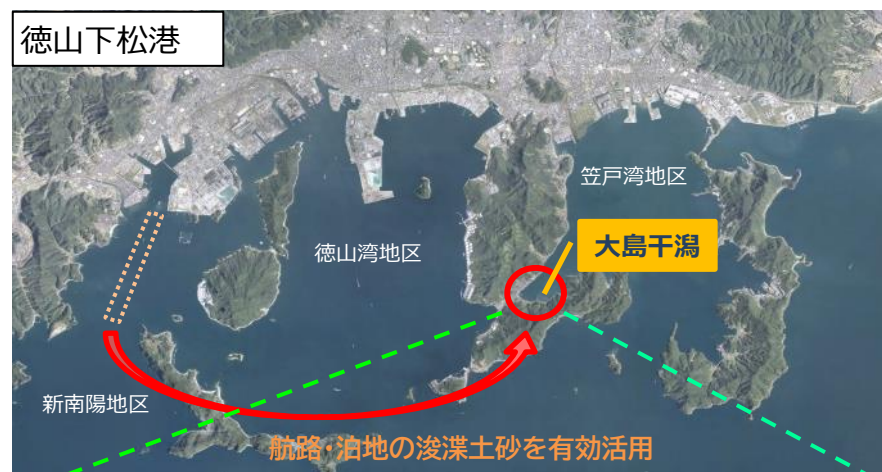 徳山下松港
笠戸湾地区
大島干潟
徳山湾地区
新南陽地区
航路・泊地の浚渫土砂を有効活用